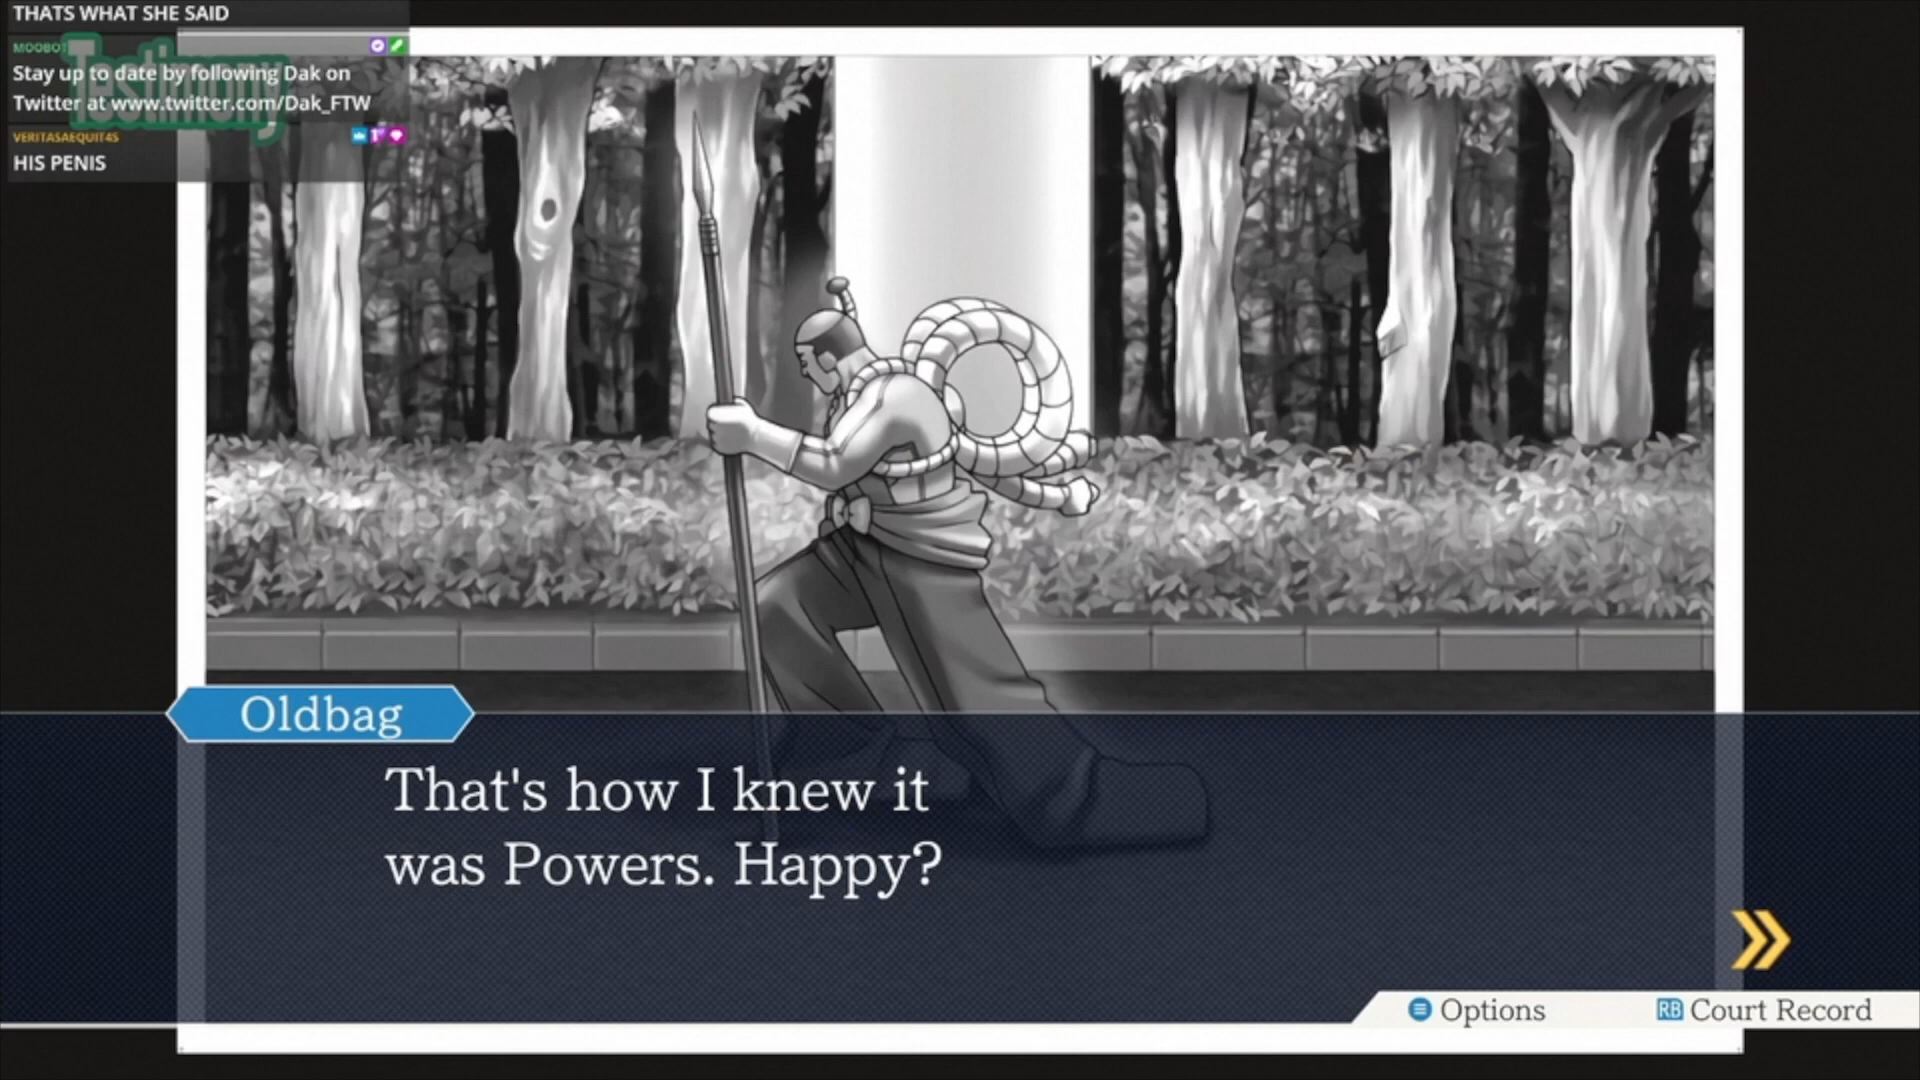 THATS WHAT SHE SAID
MOOBOT
Testimony
Stay up to date by following Dak on
Twitter at www.twitter.com/Dak_FTW
VERITASAEQUIT4S
HIS PENIS
Oldbag
That's how I knew it
was Powers. Happy?
Options
RB Court Record